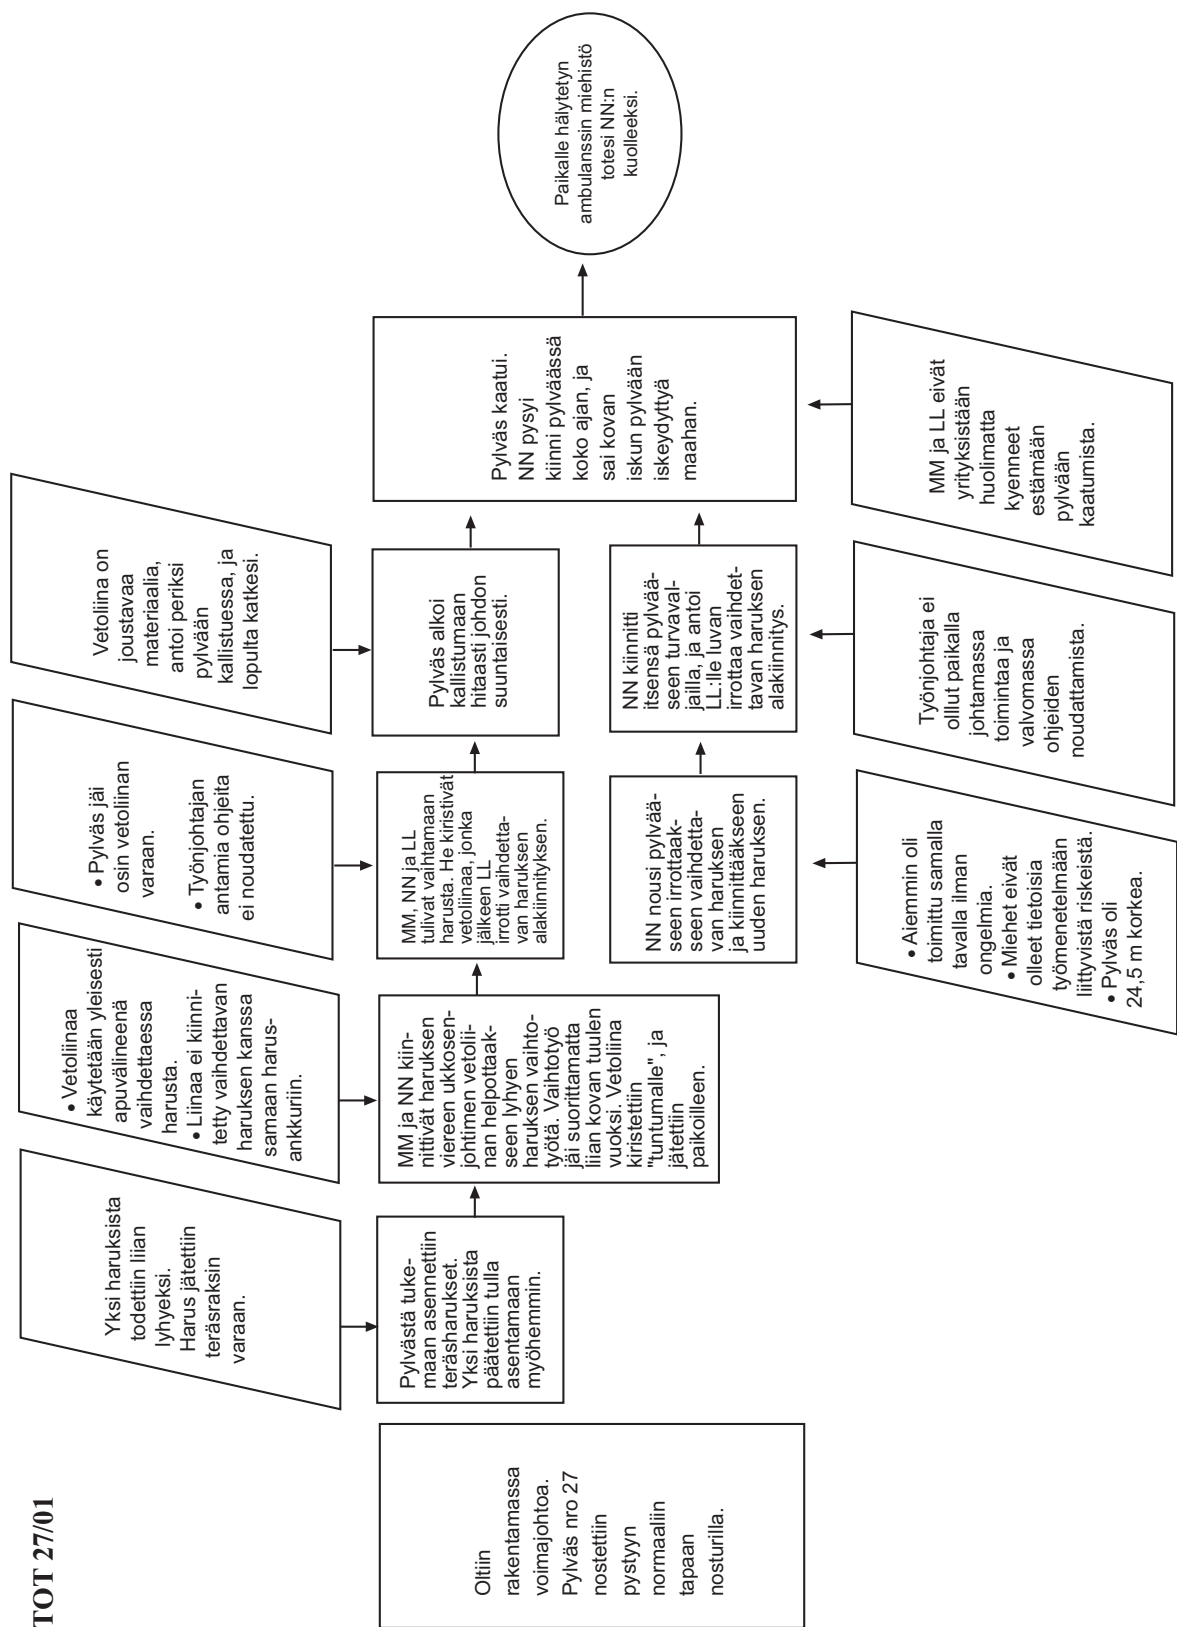 TOT 27/01
Oltiin
rakentamassa
voimajohtoa.
Pylväs nro 27
nostettiin
pystyyn
normaaliin
tapaan
nosturilla.
Yksi haruksista
todettiin liian
lyhyeksi.
Harus jätettiin
teräsraksin
varaan.
Pylvästä tuke-
maan asennettiin
teräsharukset.
Yksi haruksista
päätettiin tulla
asentamaan
myöhemmin.
• Vetoliinaa
käytetään yleisesti
apuvälineenä
vaihdettaessa
harusta.
• Liinaa ei kiinni-
tetty vaihdettavan
haruksen kanssa
samaan harus-
ankkuriin.
MM ja NN kiin-
nittivät haruksen
viereen ukkosen-
johtimen vetolii-
nan helpottaak-
seen lyhyen
haruksen vaihto-
työtä. Vaihtotyö
jäi suorittamatta
liian kovan tuulen
vuoksi. Vetoliina
kiristettiin
"tuntumalle", ja
jätettiin
paikoilleen.
• Pylväs jäi
osin vetoliinan
varaan.
• Työnjohtajan
antamia ohjeita
ei noudatettu.
MM, NN ja LL
tulivat vaihtamaan
harusta. He kiristivät
vetoliinaa, jonka
jälkeen LL
irrotti vaihdetta-
van haruksen
alakiinnityksen.
NN nousi pylvää-
seen irrottaak-
seen vaihdetta-
van haruksen
ja kiinnittääkseen
uuden haruksen.
• Aiemmin oli
toimittu samalla
tavalla ilman
ongelmia.
• Miehet eivät
olleet tietoisia
työmenetelmään
liittyvistä riskeistä.
• Pylväs oli
24,5 m korkea.
Vetoliina on
joustavaa
materiaalia,
antoi periksi
pylvään
kallistuessa, ja
lopulta katkesi.
Pylväs alkoi
kallistumaan
hitaasti johdon
suuntaisesti.
NN kiinnitti
itsensä pylvää-
seen turvaval-
jailla, ja antoi
LL:lle luvan
irrottaa vaihdet-
tavan haruksen
alakiinnitys.
Työnjohtaja ei
ollut paikalla
johtamassa
toimintaa ja
valvomassa
ohjeiden
noudattamista.
Pylväs kaatui.
NN pysyi
kiinni pylväässä
koko ajan, ja
sai kovan
iskun pylvään
iskeydyttyä
maahan.
MM ja LL eivät
yrityksistään
huolimatta
kyenneet
estämään
pylvään
kaatumista.
Paikalle hälytetyn
ambulanssin miehistö
totesi NN:n
kuolleeksi.